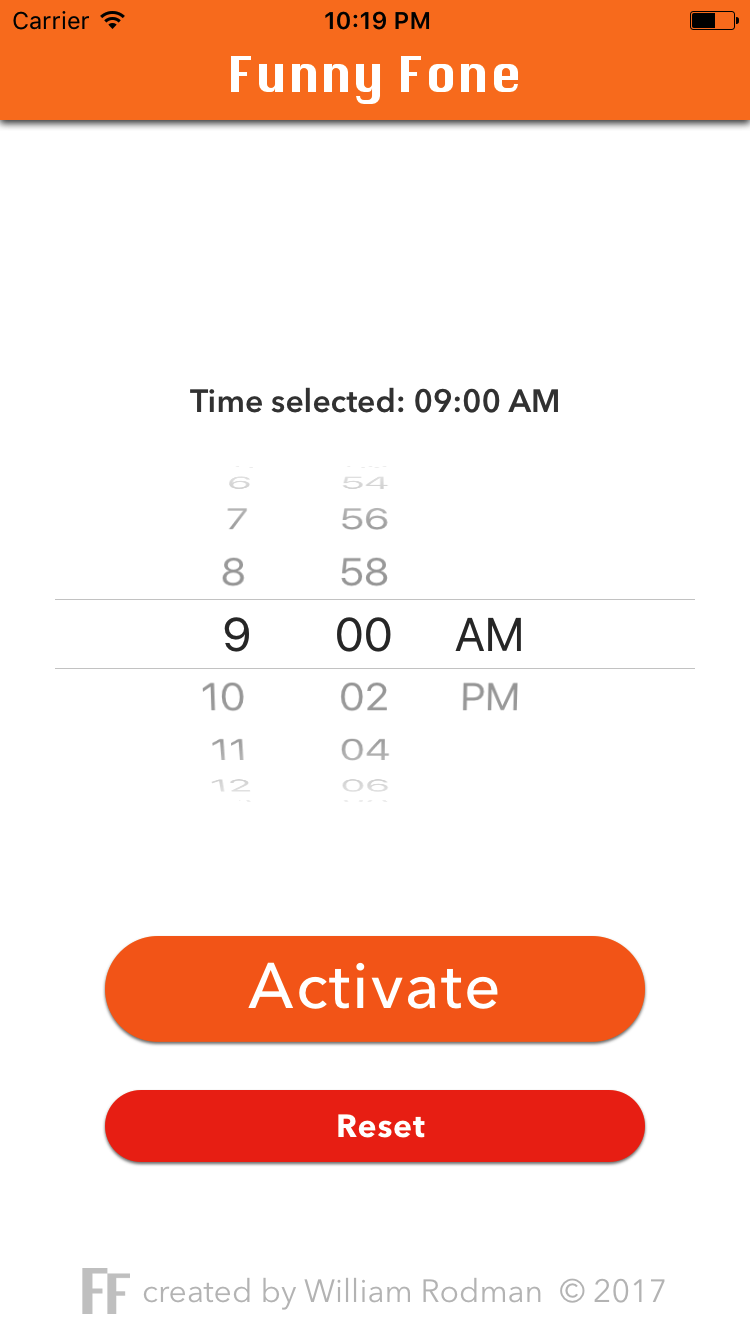 Carrier 10:19 PM
Funny Fone
Time selected: 09:00 AM
6 54
7 56
8 58
9 00 AM
10 02 PM
11 04
12 06
Activate
Reset
FF created by William Rodman © 2017